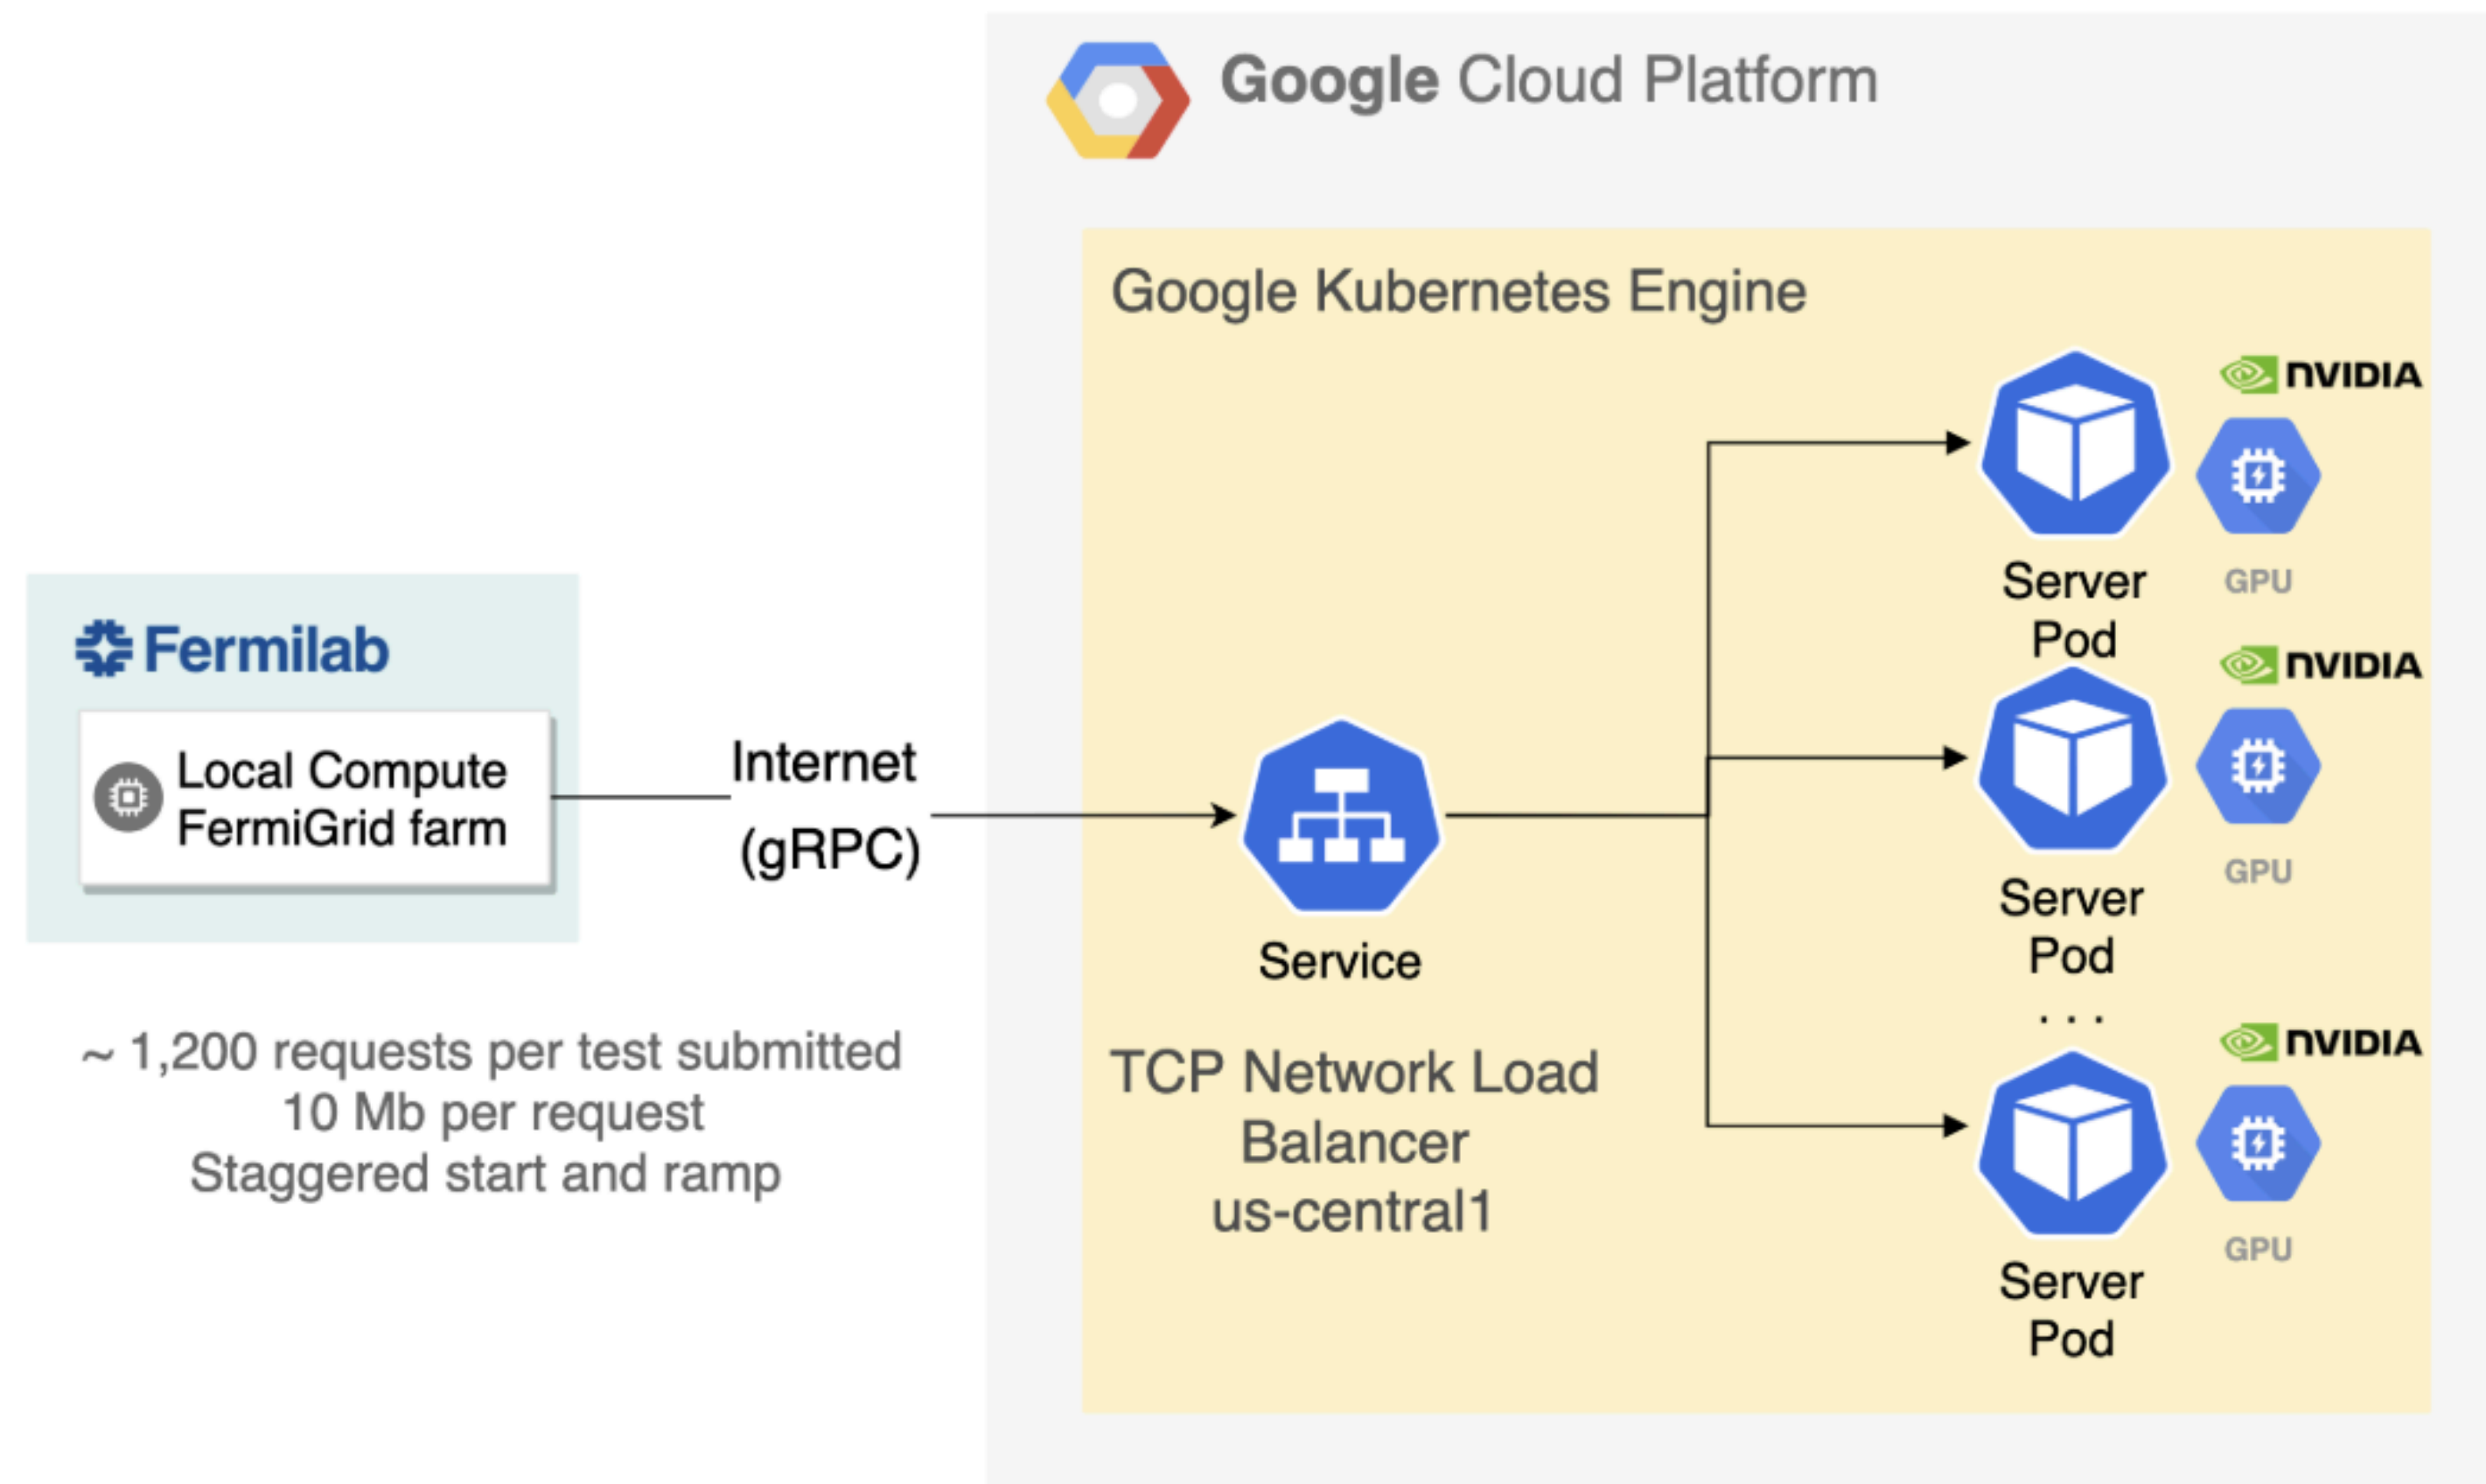 Google Cloud Platform
Google Kubernetes Engine
Fermilab
Local Compute
FermiGrid farm
Internet
(gRPC)
~ 1,200 requests per test submitted
10 Mb per request
Staggered start and ramp
Service
TCP Network Load
Balancer
us-central1
NVIDIA
GPU
Server
Pod
NVIDIA
GPU
Server
Pod
. . .
NVIDIA
GPU
Server
Pod